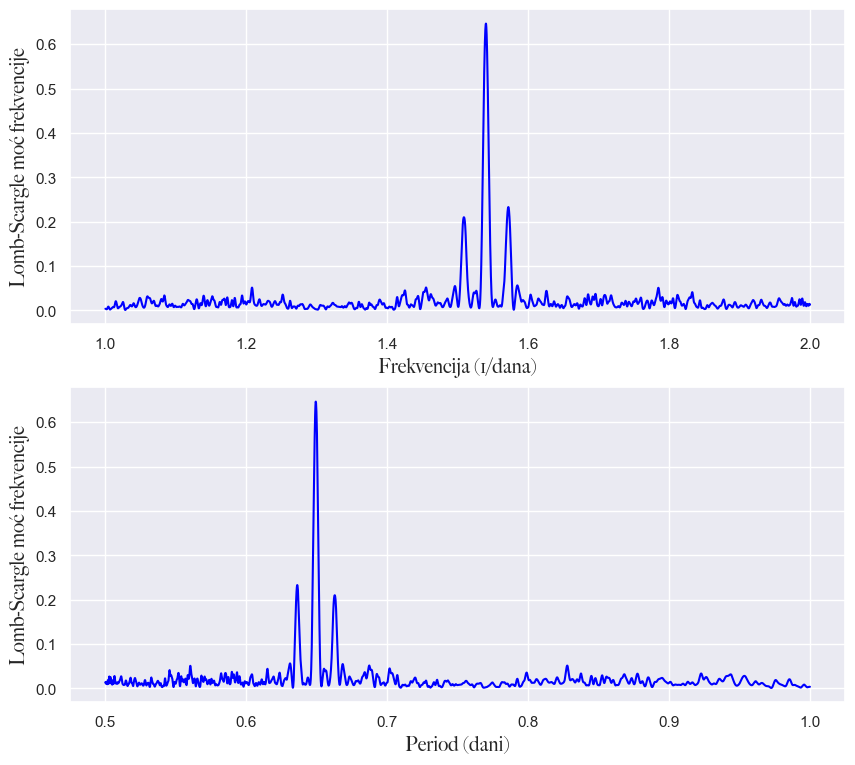 Lomb-Scargle moć frekvencije
0.6
0.5
0.4
0.3
0.2
0.1
0.0
1.0 1.2 1.4 1.6 1.8 2.0
Frekvencija (1/dana)
Lomb-Scargle moć frekvencije
0.6
0.5
0.4
0.3
0.2
0.1
0.0
0.5 0.6 0.7 0.8 0.9 1.0
Period (dani)